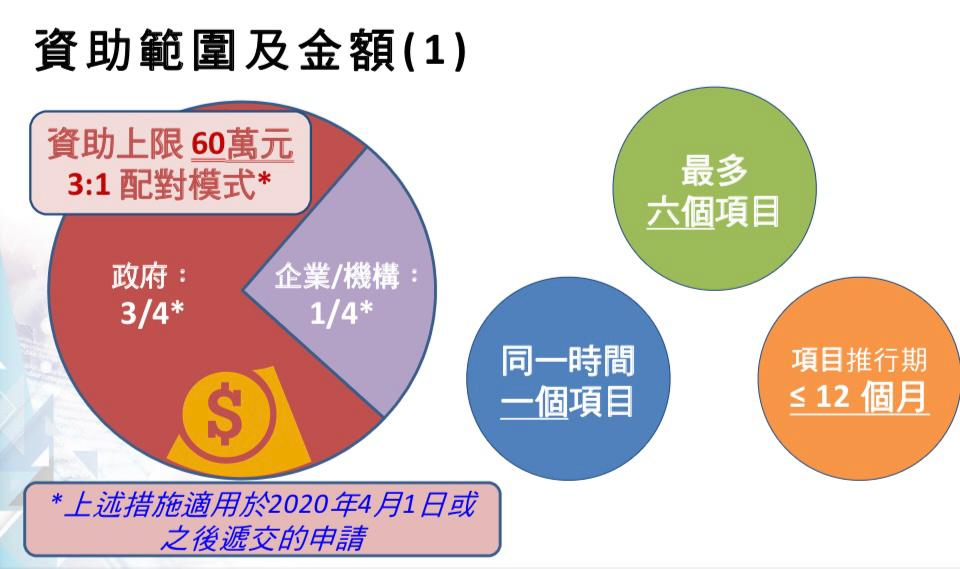 資助範圍及金額(1)
資助上限 60萬元
3:1 配對模式*
政府：
3/4*
企業/機構：
1/4*
$
*上述措施適用於2020年4月1日或
之後遞交的申請
最多
六個項目
同一時間
一個項目
項目推行期
≤ 12 個月